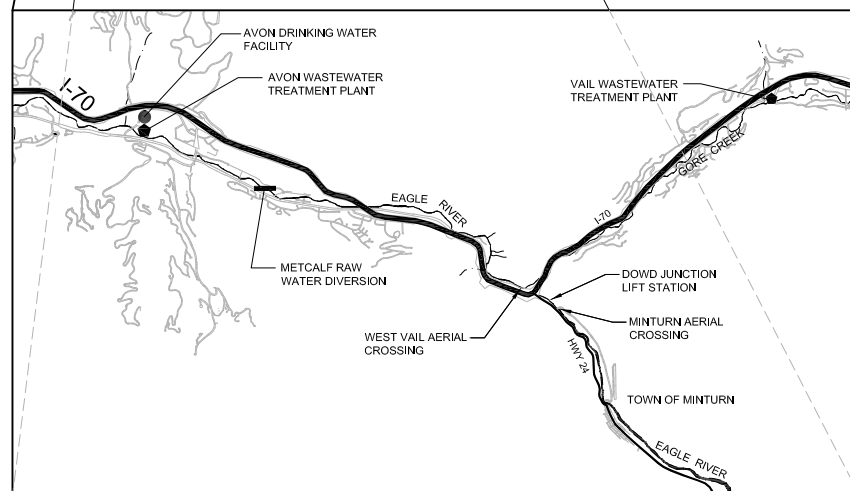 AVON DRINKING WATER
FACILITY
I-70
AVON WASTEWATER
TREATMENT PLANT
VAIL WASTEWATER
TREATMENT PLANT
GORE CREEK
EAGLE RIVER
I-70
METCALF RAW
WATER DIVERSION
DOWD JUNCTION
LIFT STATION
WEST VAIL AERIAL
CROSSING
MINTURN AERIAL
CROSSING
HWY 24
TOWN OF MINTURN
EAGLE RIVER